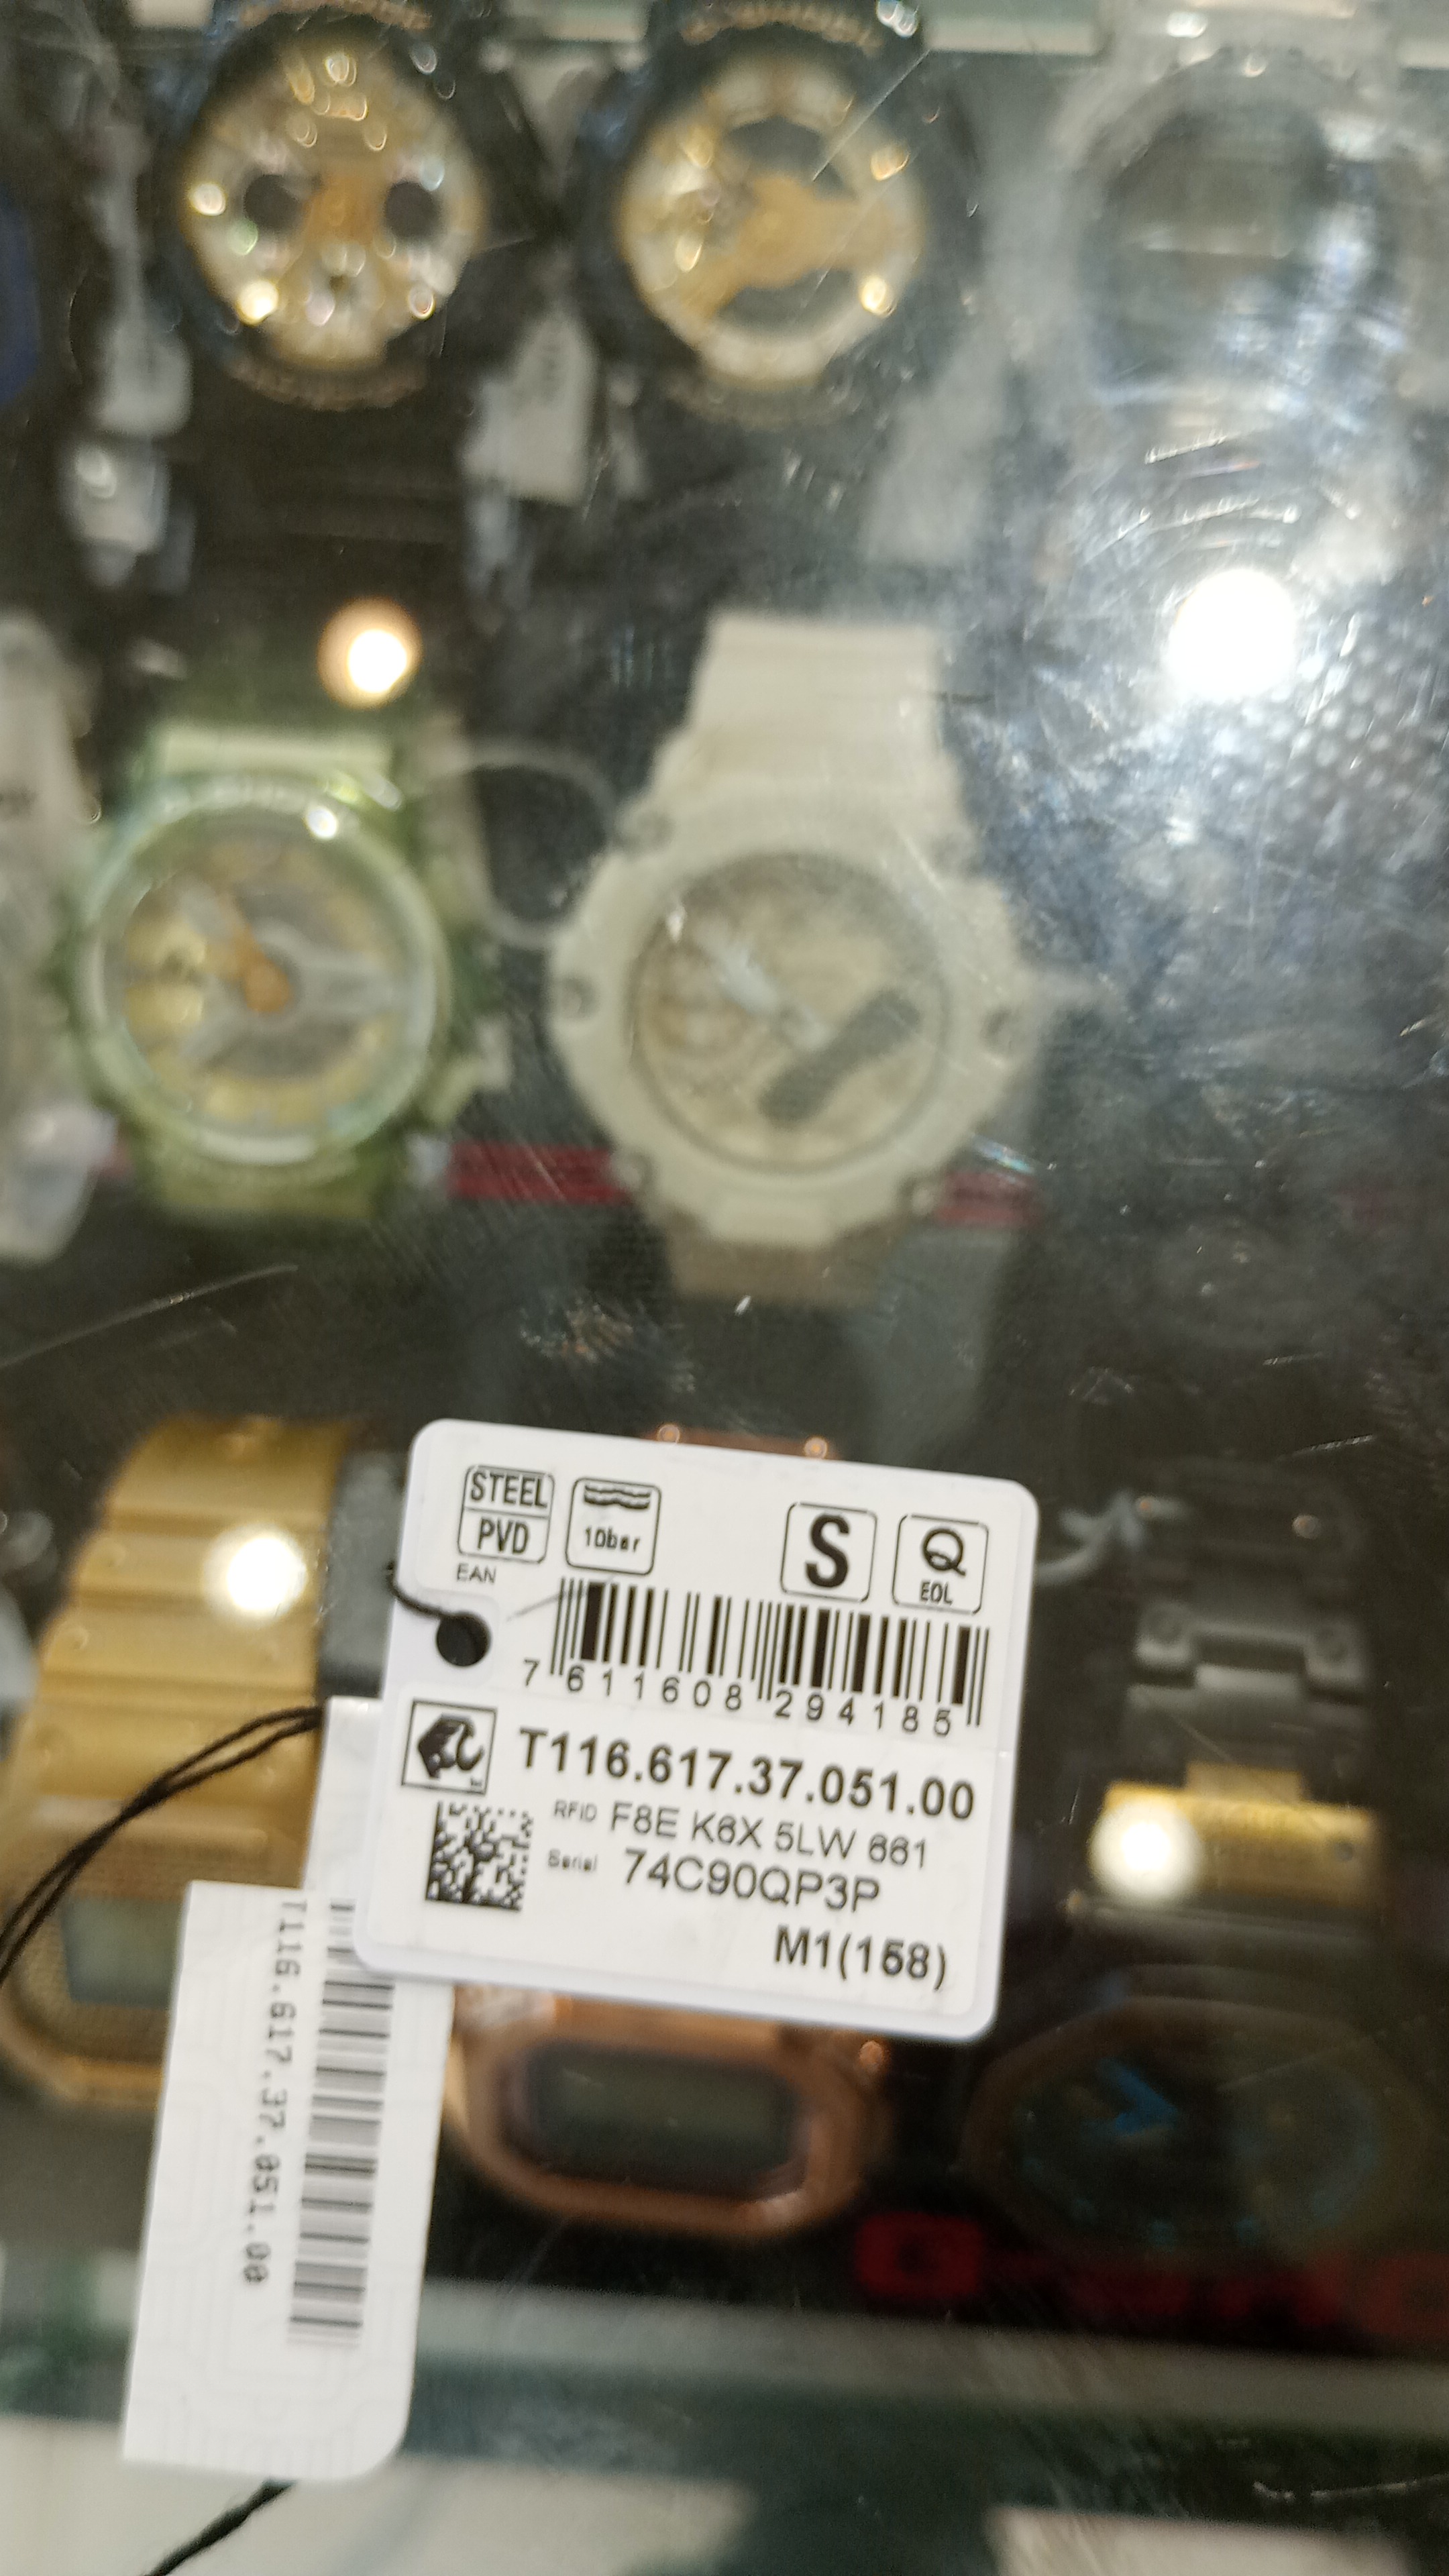 STEEL
PVD
10bar
S
Q
EOL
EAN
7 611608 294185
T116.617.37.051.00
RFID F8E K6X 5LW 661
Serial 74C90QP3P
M1(158)
T116.617.37.051.00